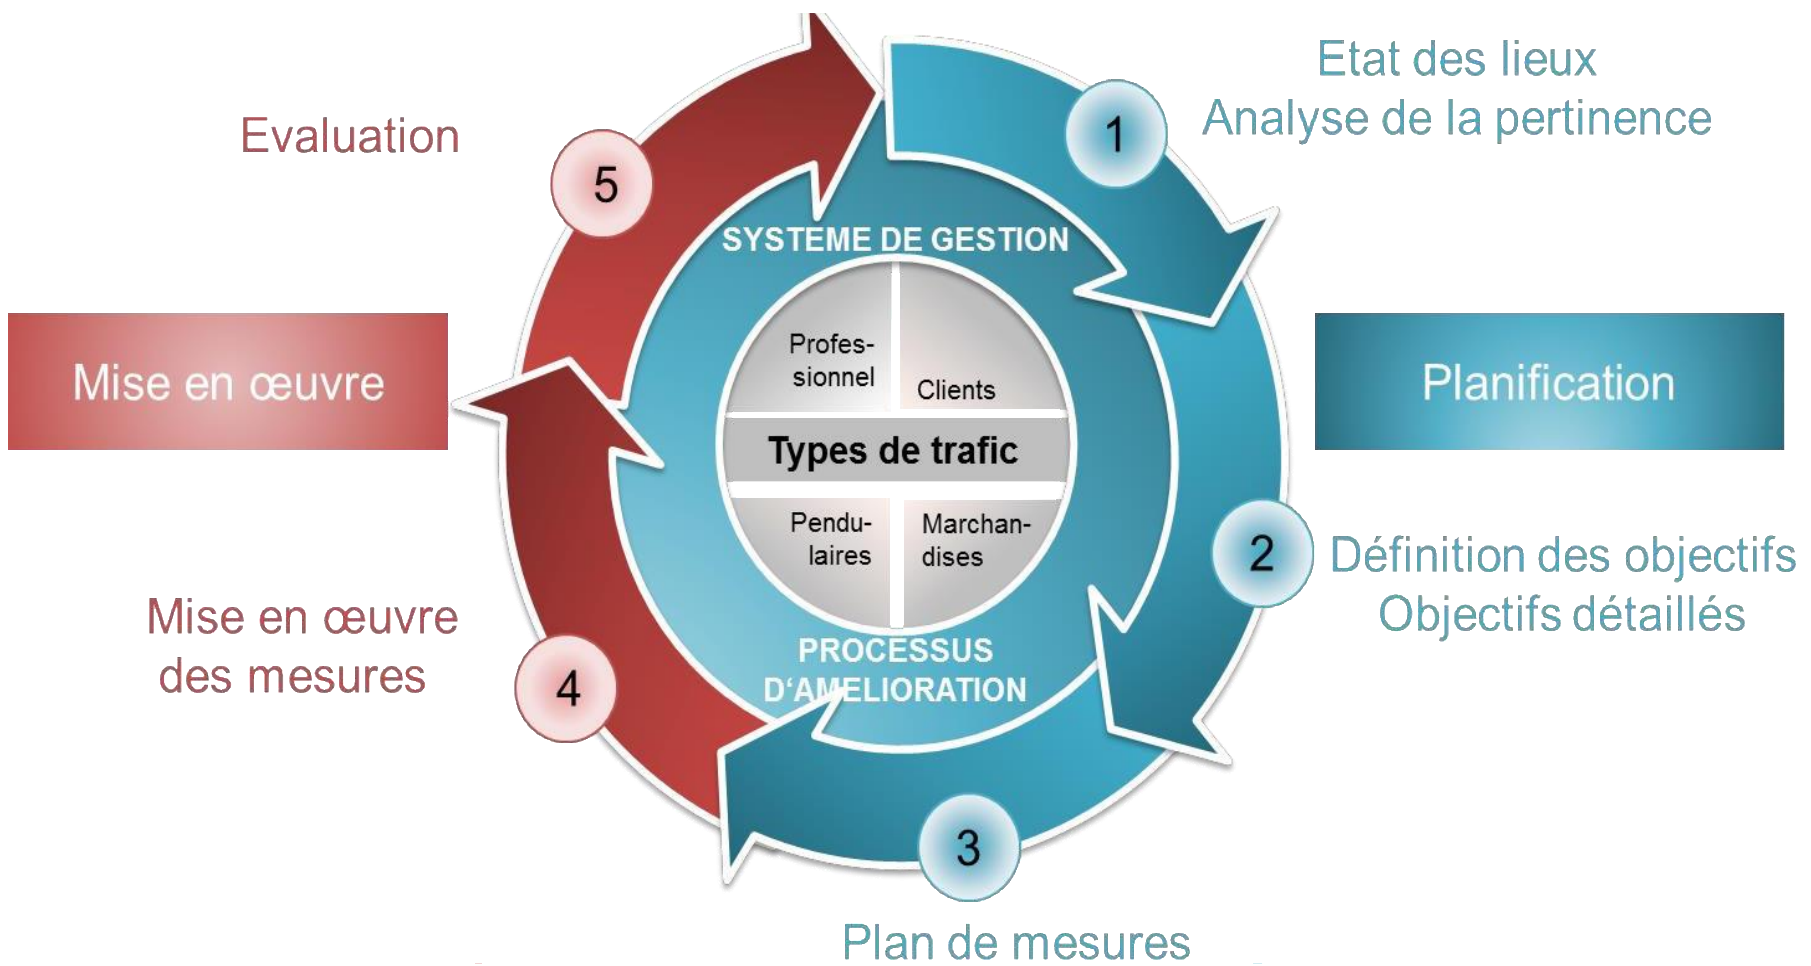 Etat des lieux
Analyse de la pertinence
1
Evaluation
5
SYSTEME DE GESTION
Mise en œuvre
Profes-
sionnel
Clients
Planification
Types de trafic
Pendu-
laires
Marchan-
dises
2
Définition des objectifs
Objectifs détaillés
Mise en œuvre
des mesures
4
PROCESSUS
D‘AMELIORATION
3
Plan de mesures